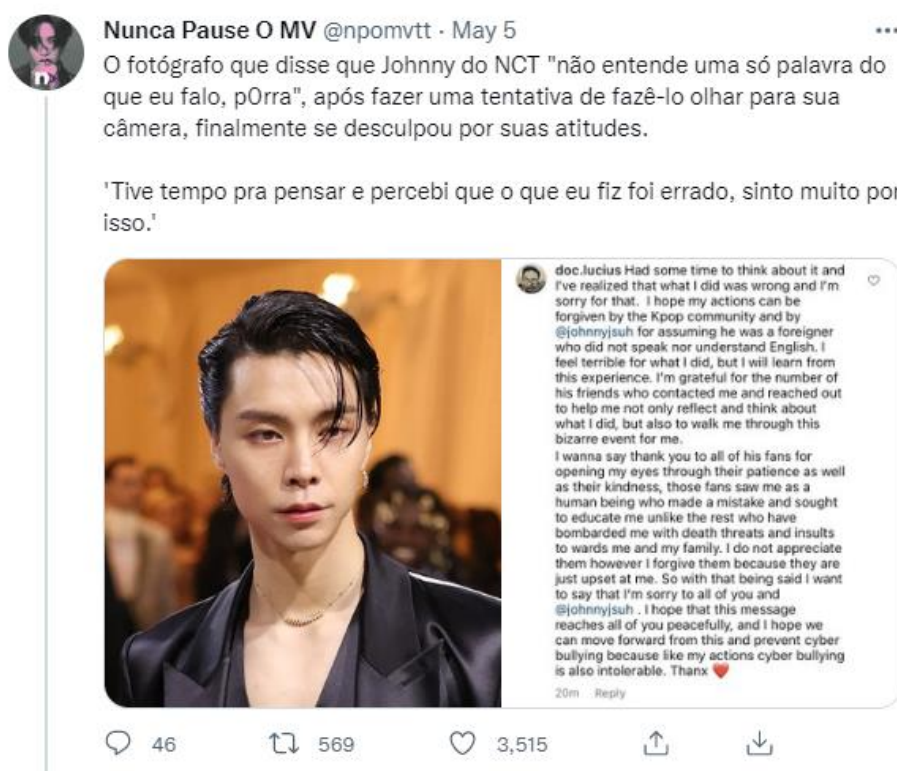 Nunca Pause O MV @npomvtt · May 5
O fotógrafo que disse que Johnny do NCT "não entende uma só palavra do
que eu falo, p0rra", após fazer uma tentativa de fazê-lo olhar para sua
câmera, finalmente se desculpou por suas atitudes.
'Tive tempo pra pensar e percebi que o que eu fiz foi errado, sinto muito por
isso.'
doc.lucius Had some time to think about it and
I've realized that what I did was wrong and I'm
sorry for that. I hope my actions can be
forgiven by the Kpop community and by
@johnnyjsuh for assuming he was a foreigner
who did not speak nor understand English. I
feel terrible for what I did, but I will learn from
this experience. I'm grateful for the number of
his friends who contacted me and reached out
to help me not only reflect and think about
what I did, but also to walk me through this
bizarre event for me.
I wanna say thank you to all of his fans for
opening my eyes through their patience as well
as their kindness, those fans saw me as a
human being who made a mistake and sought
to educate me unlike the rest who have
bombarded me with death threats and insults
to wards me and my family. I do not appreciate
them however I forgive them because they are
just upset at me. So with that being said I want
to say that I'm sorry to all of you and
@johnnyjsuh . I hope that this message
reaches all of you peacefully, and I hope we
can move forward from this and prevent cyber
bullying because like my actions cyber bullying
is also intolerable. Thanx ❤️
20m Reply
46 569 3,515